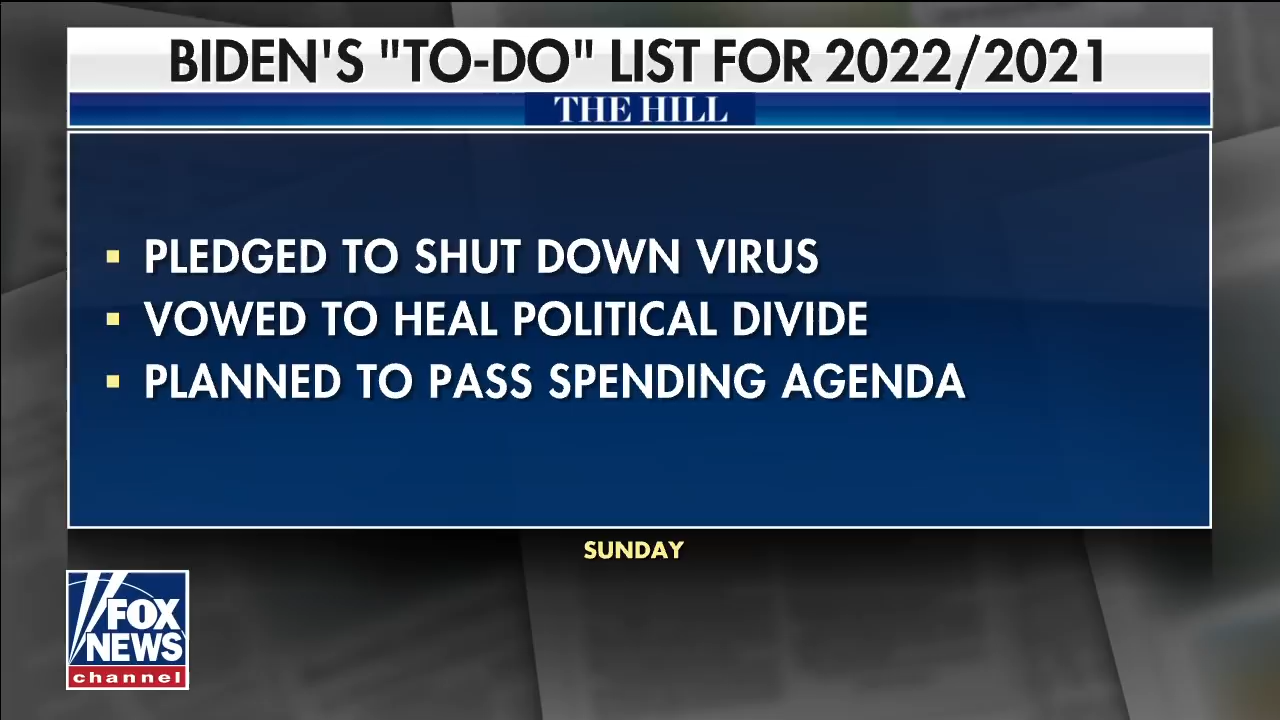 BIDEN'S "TO-DO" LIST FOR 2022/2021
THE HILL
PLEDGED TO SHUT DOWN VIRUS
VOWED TO HEAL POLITICAL DIVIDE
PLANNED TO PASS SPENDING AGENDA
SUNDAY
FOX
NEWS
channel